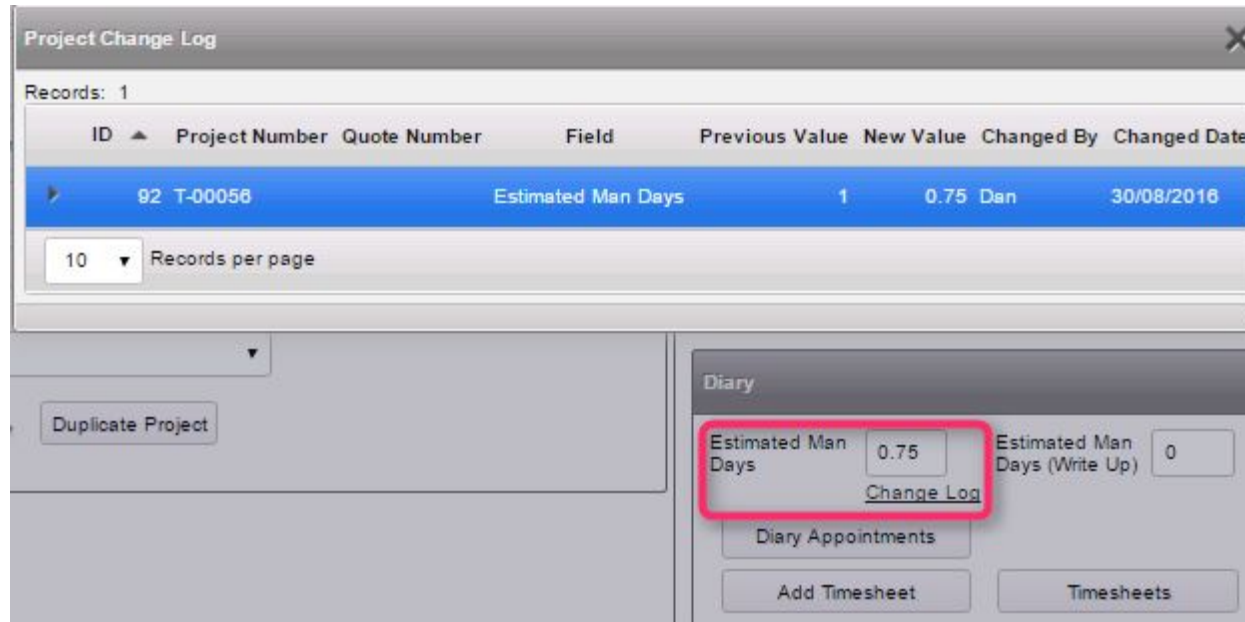 Project Change Log
Records: 1
ID Project Number Quote Number Field Previous Value New Value Changed By Changed Date
92 T-00056 Estimated Man Days 1 0.75 Dan 30/08/2016
10 Records per page
Duplicate Project
Diary
Estimated Man Days 0.75
Change Log
Estimated Man Days (Write Up) 0
Diary Appointments
Add Timesheet Timesheets